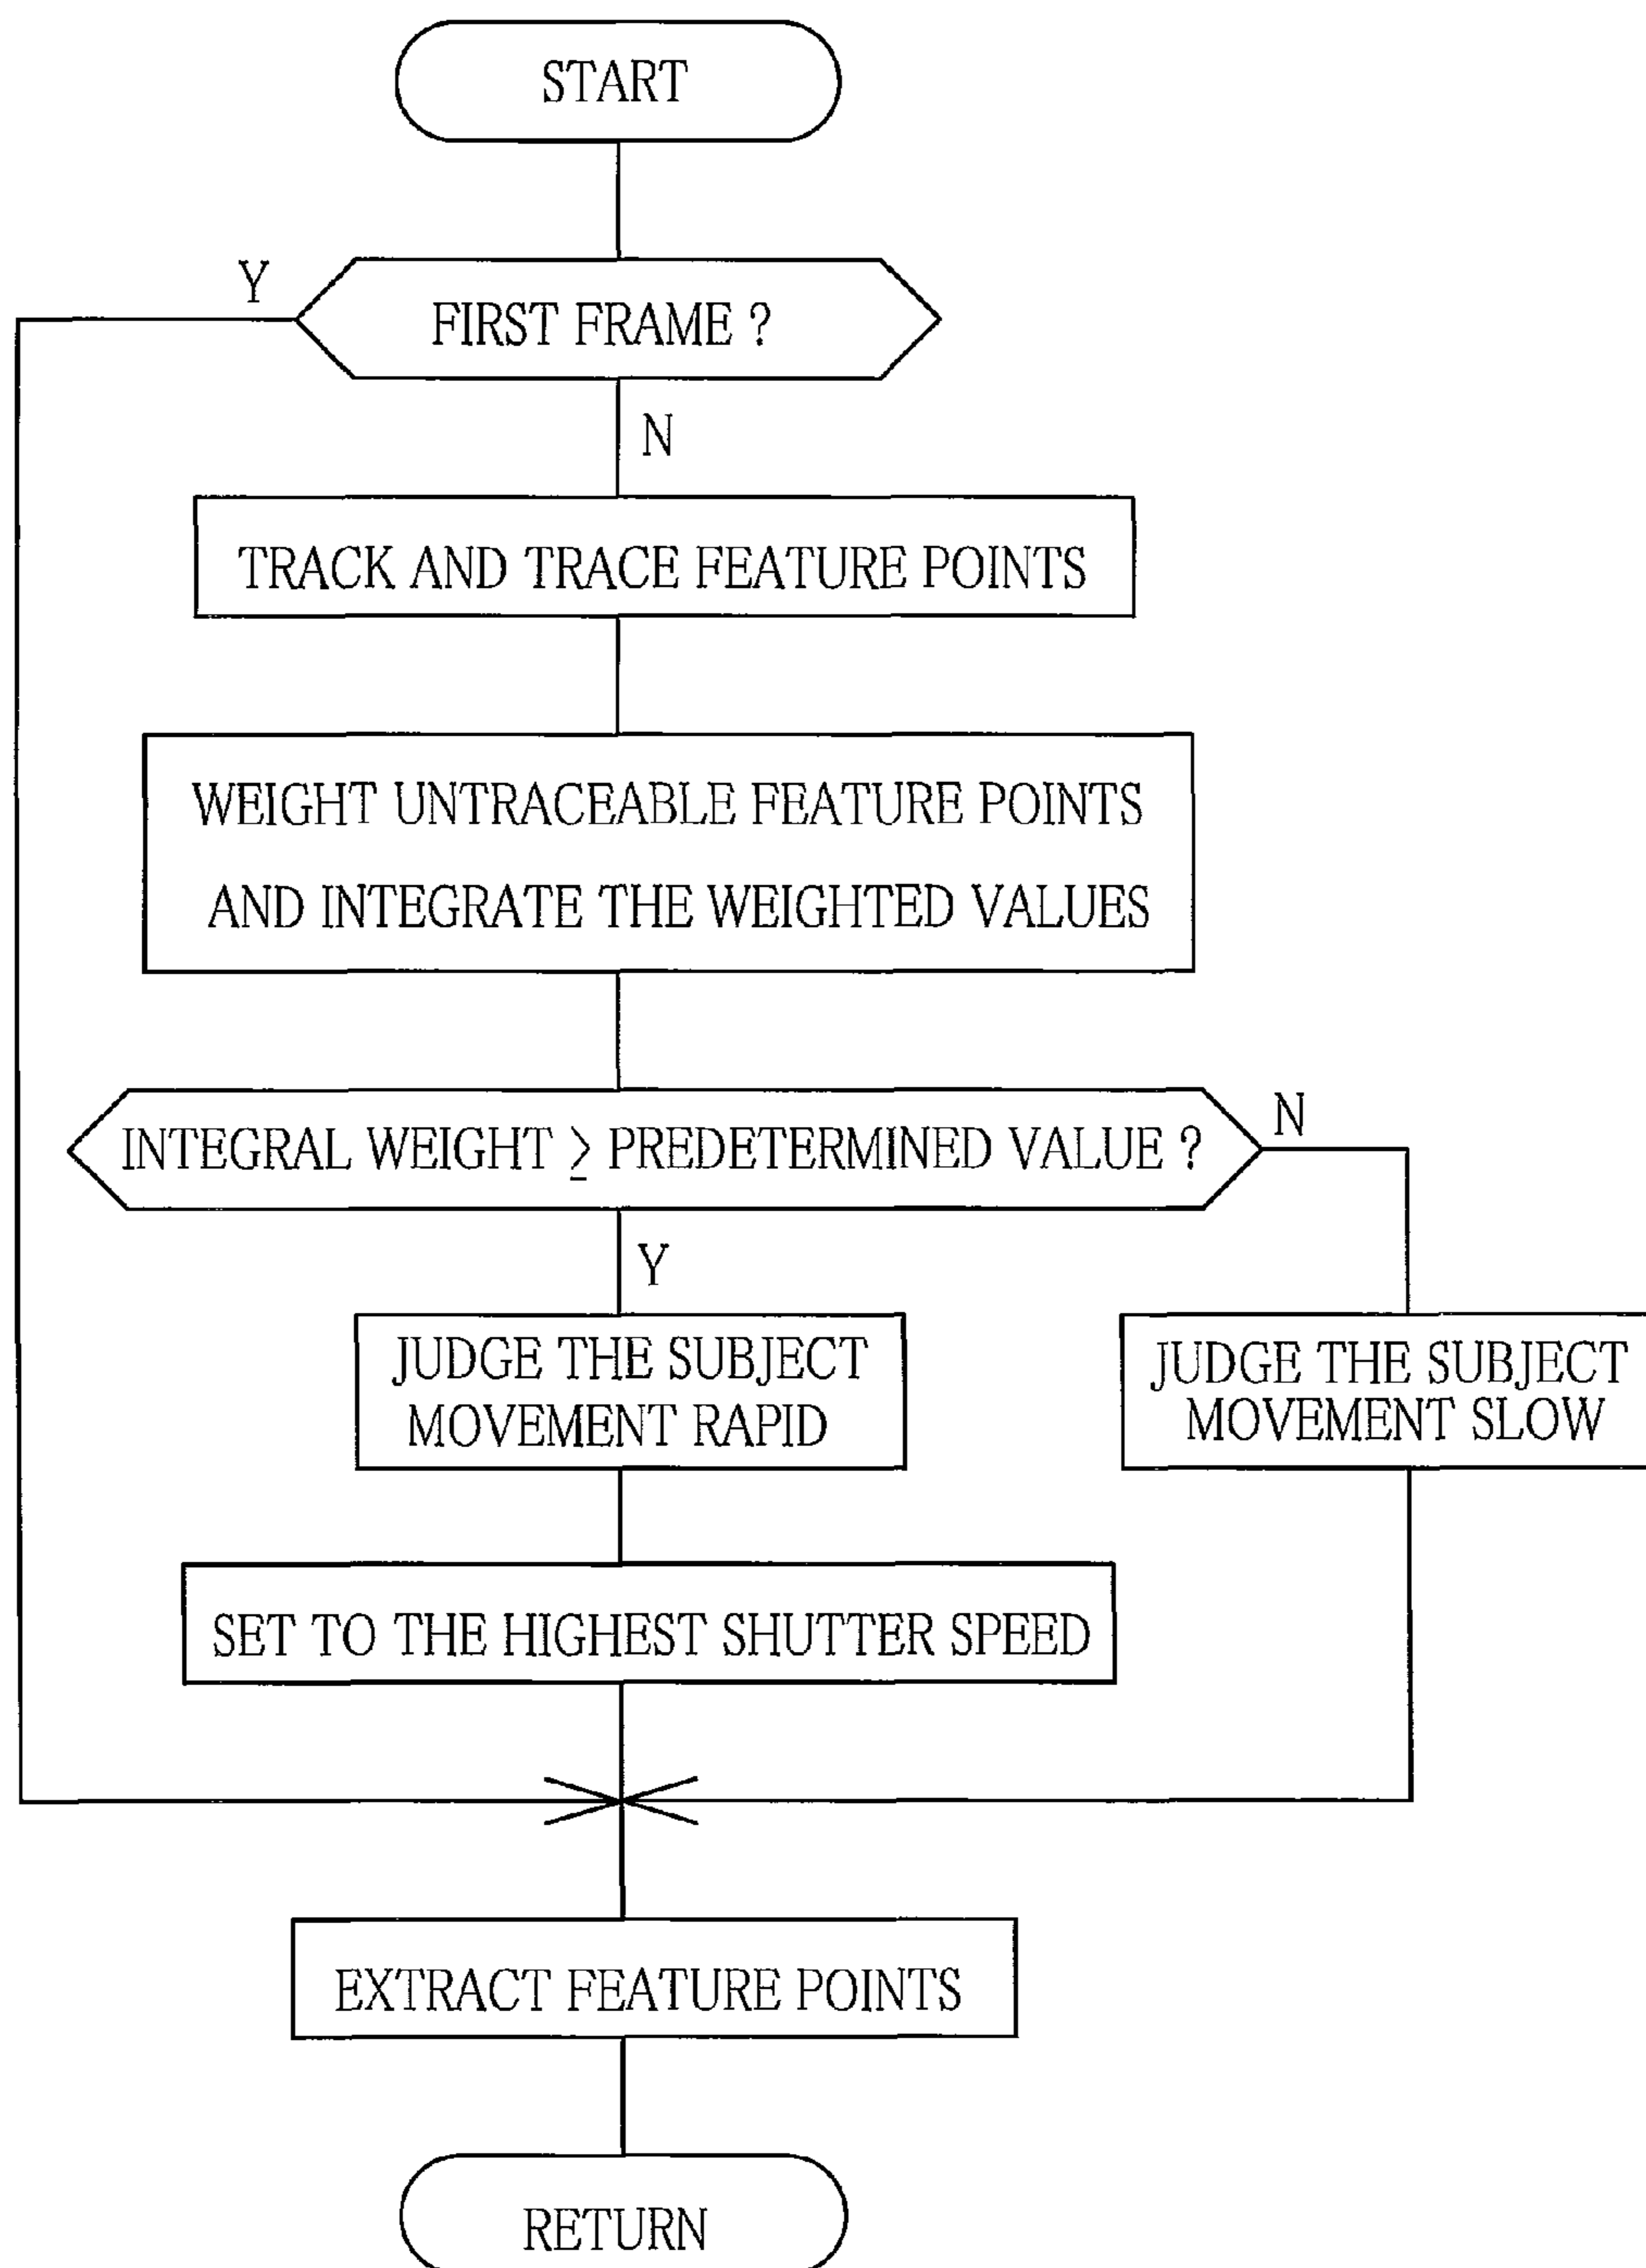 START
Y
FIRST FRAME ?
N
TRACK AND TRACE FEATURE POINTS
WEIGHT UNTRACEABLE FEATURE POINTS
AND INTEGRATE THE WEIGHTED VALUES
INTEGRAL WEIGHT ≥ PREDETERMINED VALUE ?
N
Y
JUDGE THE SUBJECT
MOVEMENT RAPID
JUDGE THE SUBJECT
MOVEMENT SLOW
SET TO THE HIGHEST SHUTTER SPEED
EXTRACT FEATURE POINTS
RETURN